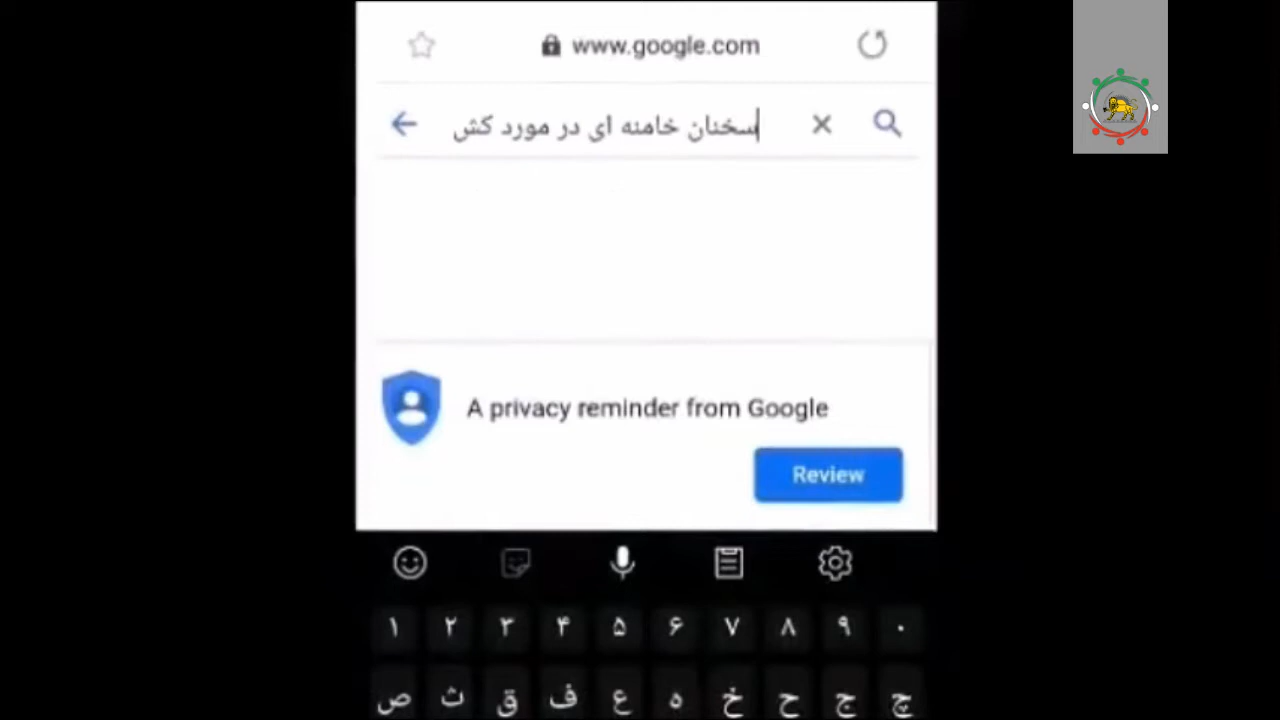 www.google.com
سخنان خامنه ای در مورد کش
A privacy reminder from Google
Review
۱ ۲ ۳ ۴ ۵ ۶ ۷ ۸ ۹ ۰
ص ث ق ف ع ه خ ح ج چ